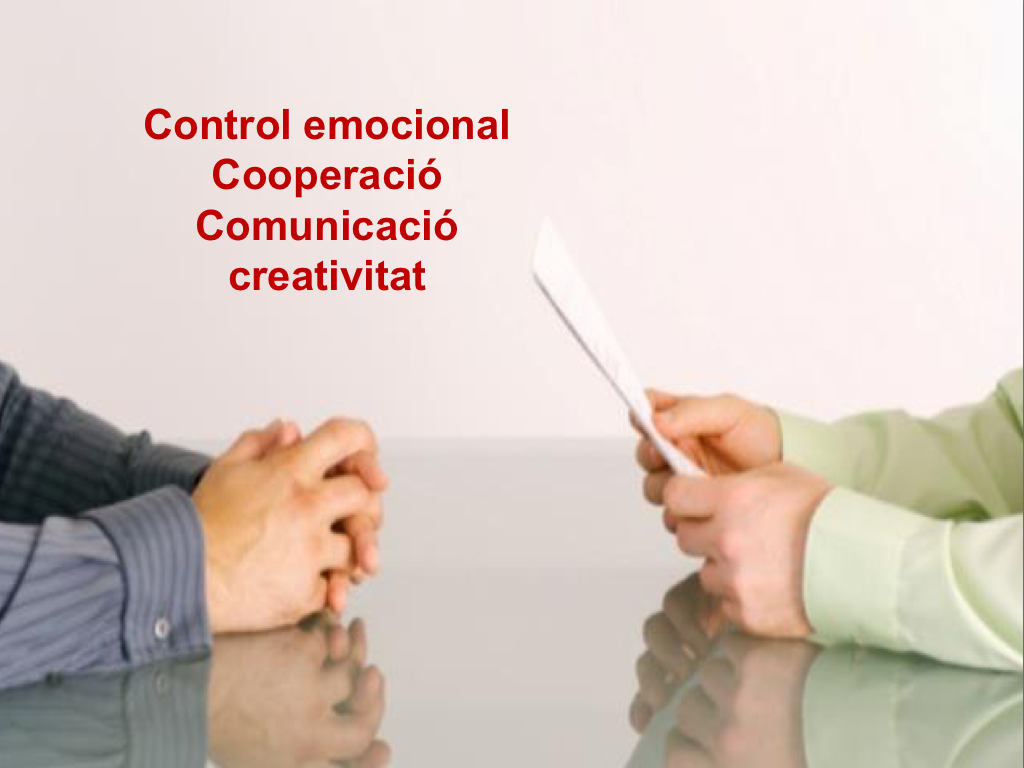 Control emocional
Cooperació
Comunicació
creativitat